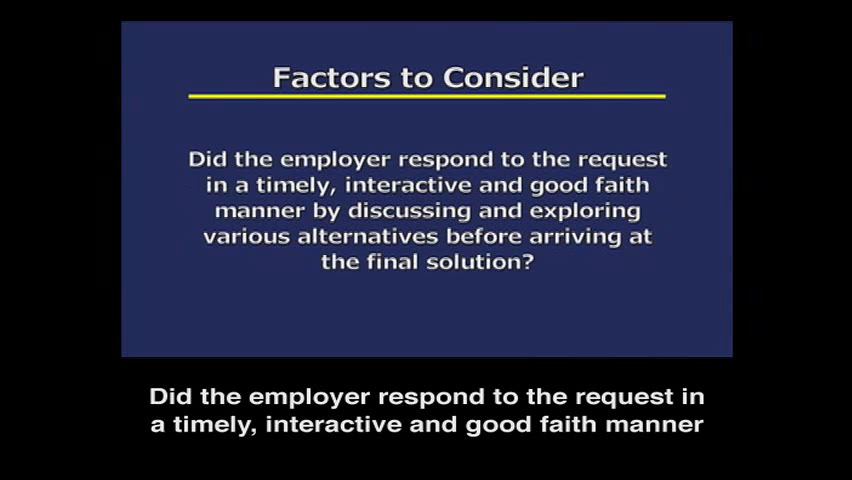 Factors to Consider
Did the employer respond to the request
in a timely, interactive and good faith
manner by discussing and exploring
various alternatives before arriving at
the final solution?
Did the employer respond to the request in
a timely, interactive and good faith manner